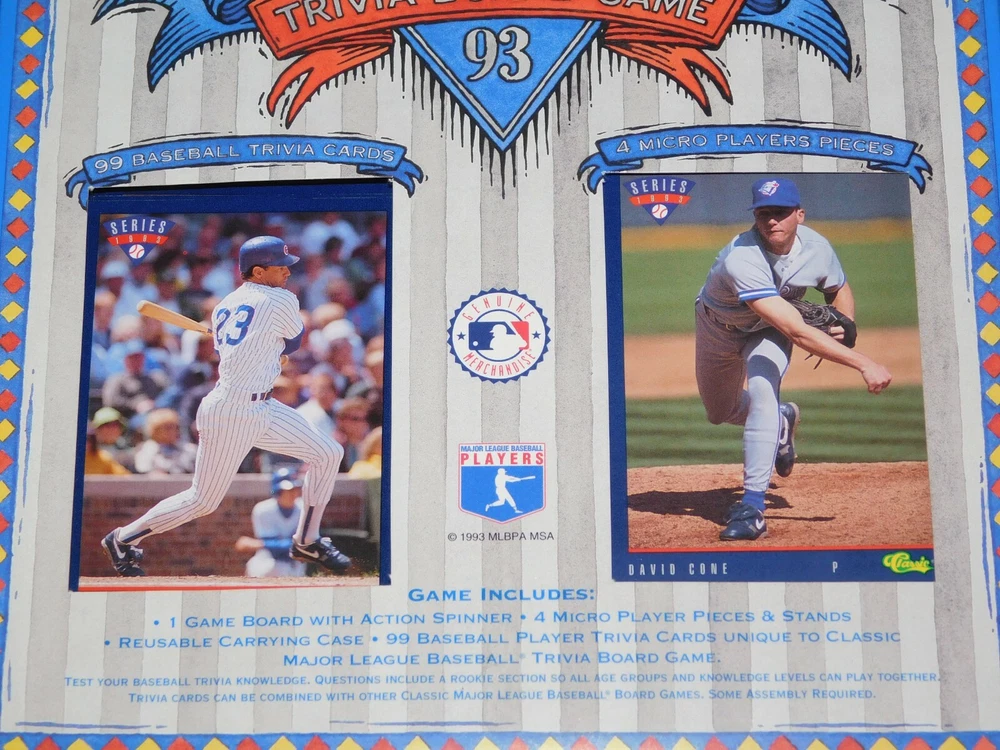 TRIVIA BOARD GAME
93
99 BASEBALL TRIVIA CARDS
4 MICRO PLAYERS PIECES
SERIES
1993
23
GENUINE
MERCHANDISE
MAJOR LEAGUE BASEBALL
PLAYERS
© 1993 MLBPA MSA
SERIES
1993
DAVID CONE P
Classic
GAME INCLUDES:
• 1 GAME BOARD WITH ACTION SPINNER • 4 MICRO PLAYER PIECES & STANDS
• REUSABLE CARRYING CASE • 99 BASEBALL PLAYER TRIVIA CARDS UNIQUE TO CLASSIC
MAJOR LEAGUE BASEBALL® TRIVIA BOARD GAME.
TEST YOUR BASEBALL TRIVIA KNOWLEDGE. QUESTIONS INCLUDE A ROOKIE SECTION SO ALL AGE GROUPS AND KNOWLEDGE LEVELS CAN PLAY TOGETHER.
TRIVIA CARDS CAN BE COMBINED WITH OTHER CLASSIC MAJOR LEAGUE BASEBALL® BOARD GAMES. SOME ASSEMBLY REQUIRED.